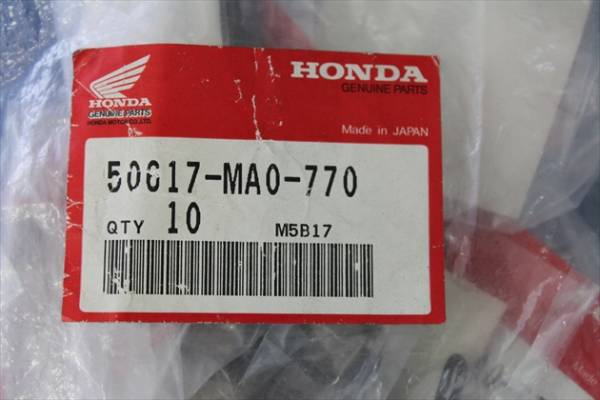 HONDA
GENUINE PARTS
HONDA MOTOR CO., LTD.
HONDA
GENUINE PARTS
Made in JAPAN
50617-MA0-770
QTY 10 M5B17
Made